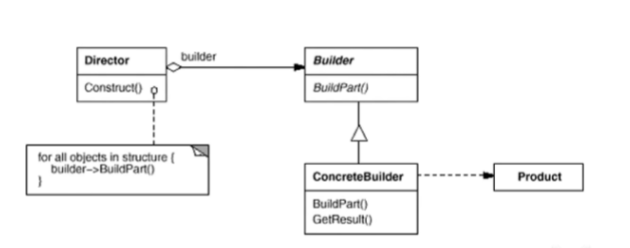 Director
Construct()
builder
Builder
BuildPart()
for all objects in structure {
builder->BuildPart()
}
ConcreteBuilder
BuildPart()
GetResult()
Product